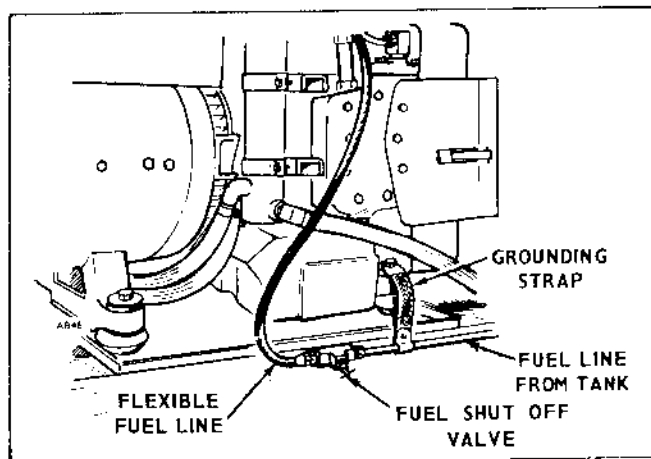 GROUNDING
STRAP
FUEL LINE
FROM TANK
FLEXIBLE
FUEL LINE
FUEL SHUT OFF
VALVE